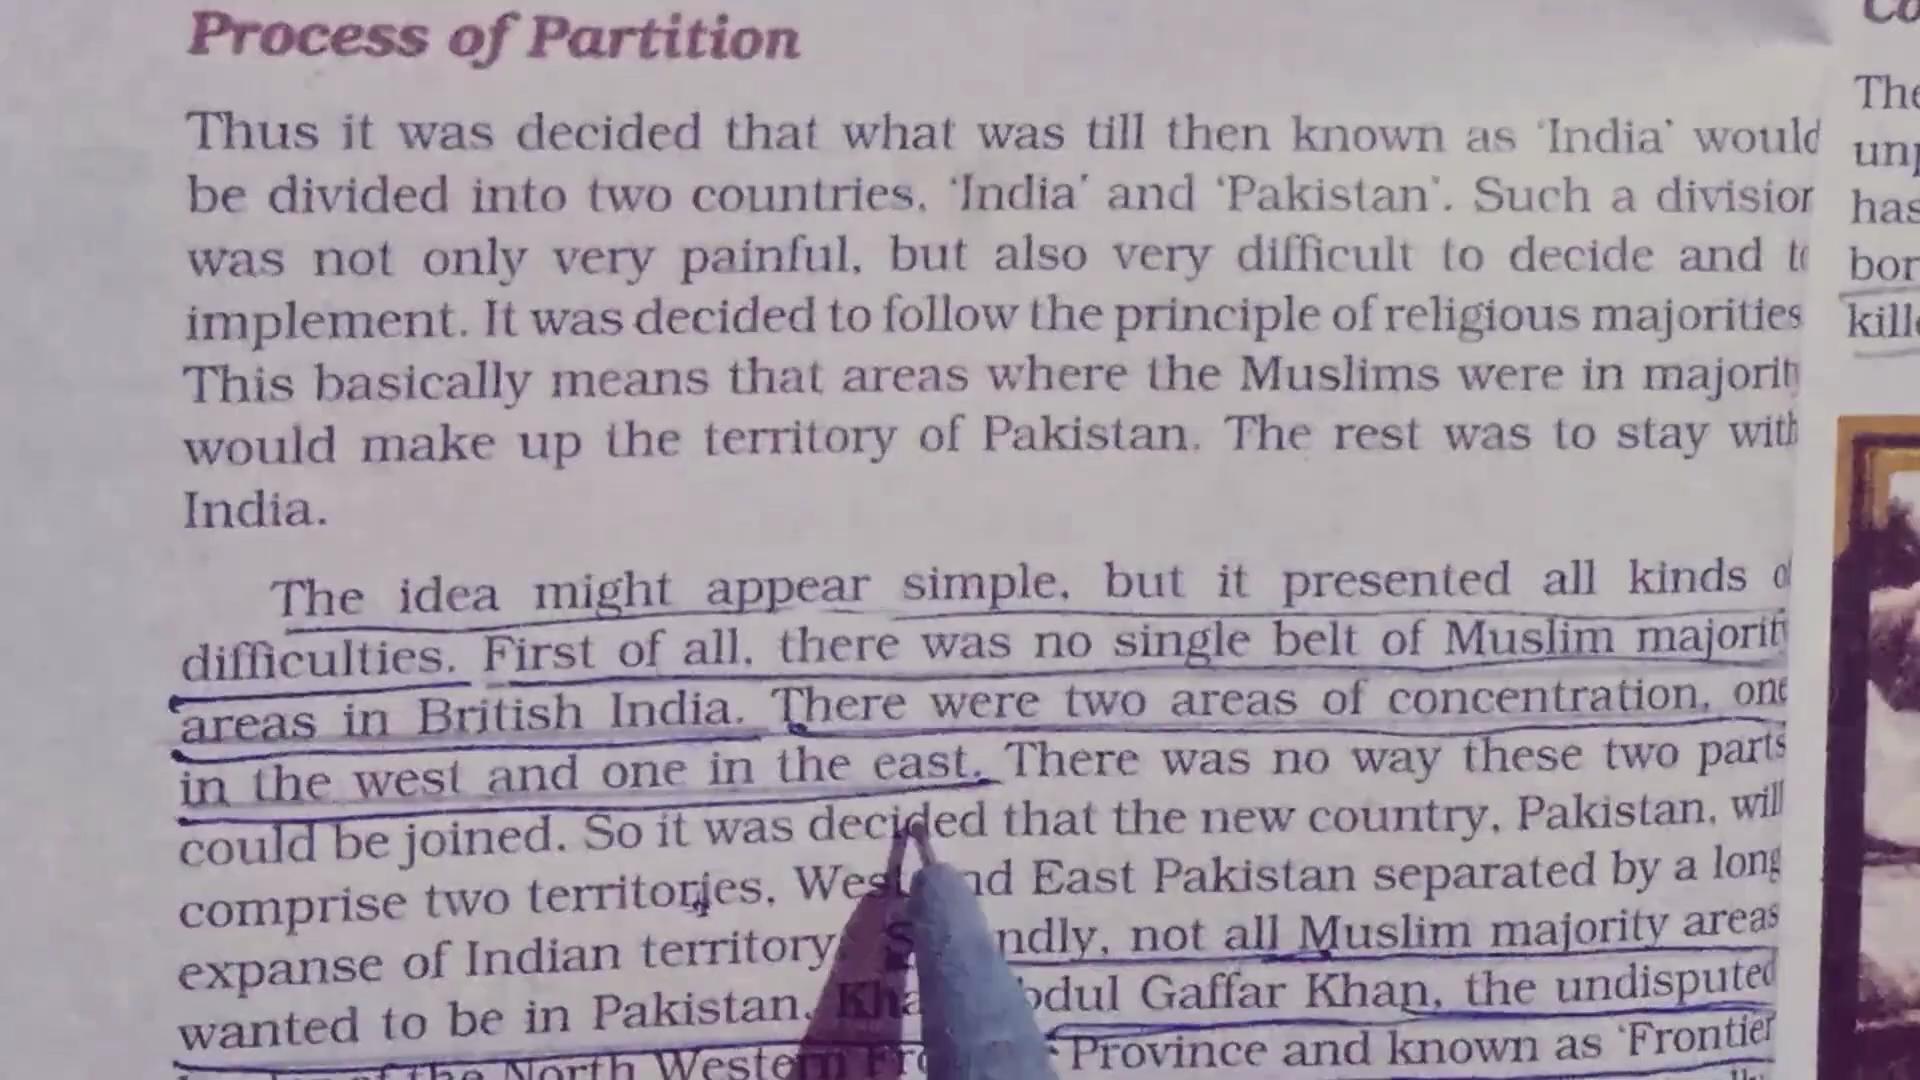 Process of Partition
Thus it was decided that what was till then known as 'India' would
be divided into two countries, 'India' and 'Pakistan'. Such a division
was not only very painful, but also very difficult to decide and to
implement. It was decided to follow the principle of religious majorities
This basically means that areas where the Muslims were in majority
would make up the territory of Pakistan. The rest was to stay with
India.
The idea might appear simple, but it presented all kinds of
difficulties. First of all, there was no single belt of Muslim majority
areas in British India. There were two areas of concentration, one
in the west and one in the east. There was no way these two parts
could be joined. So it was decided that the new country, Pakistan, will
comprise two territories, West and East Pakistan separated by a long
expanse of Indian territory. Secondly, not all Muslim majority areas
wanted to be in Pakistan. Khan Abdul Gaffar Khan, the undisputed
of the North Western Province and known as 'Frontier
The
has